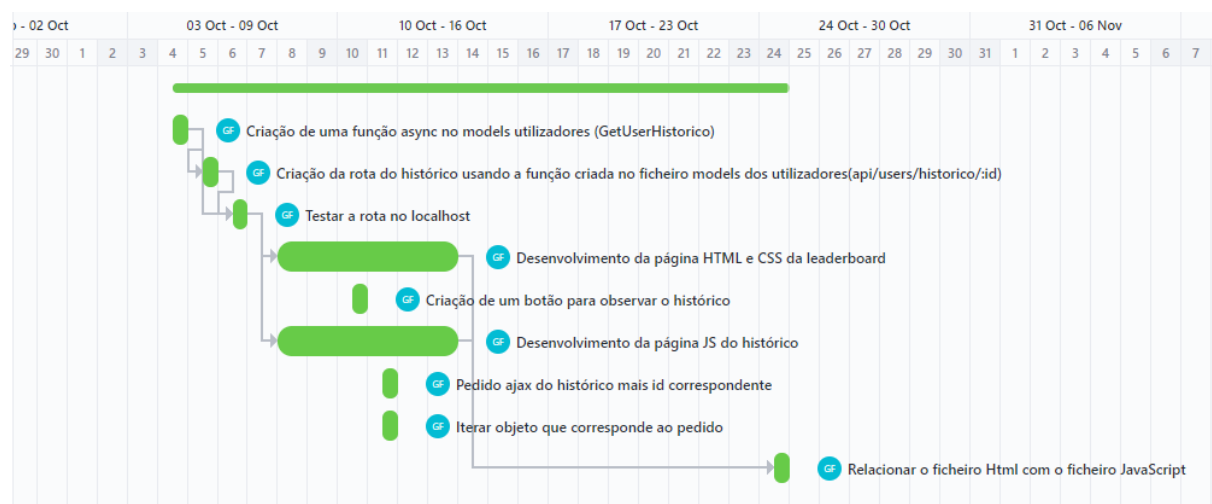 - 02 Oct 03 Oct - 09 Oct 10 Oct - 16 Oct 17 Oct - 23 Oct 24 Oct - 30 Oct 31 Oct - 06 Nov
29 30 1 2 3 4 5 6 7 8 9 10 11 12 13 14 15 16 17 18 19 20 21 22 23 24 25 26 27 28 29 30 31 1 2 3 4 5 6 7
GF Criação de uma função async no models utilizadores (GetUserHistorico)
GF Criação da rota do histórico usando a função criada no ficheiro models dos utilizadores(api/users/historico/:id)
GF Testar a rota no localhost
GF Desenvolvimento da página HTML e CSS da leaderboard
GF Criação de um botão para observar o histórico
GF Desenvolvimento da página JS do histórico
GF Pedido ajax do histórico mais id correspondente
GF Iterar objeto que corresponde ao pedido
GF Relacionar o ficheiro Html com o ficheiro JavaScript